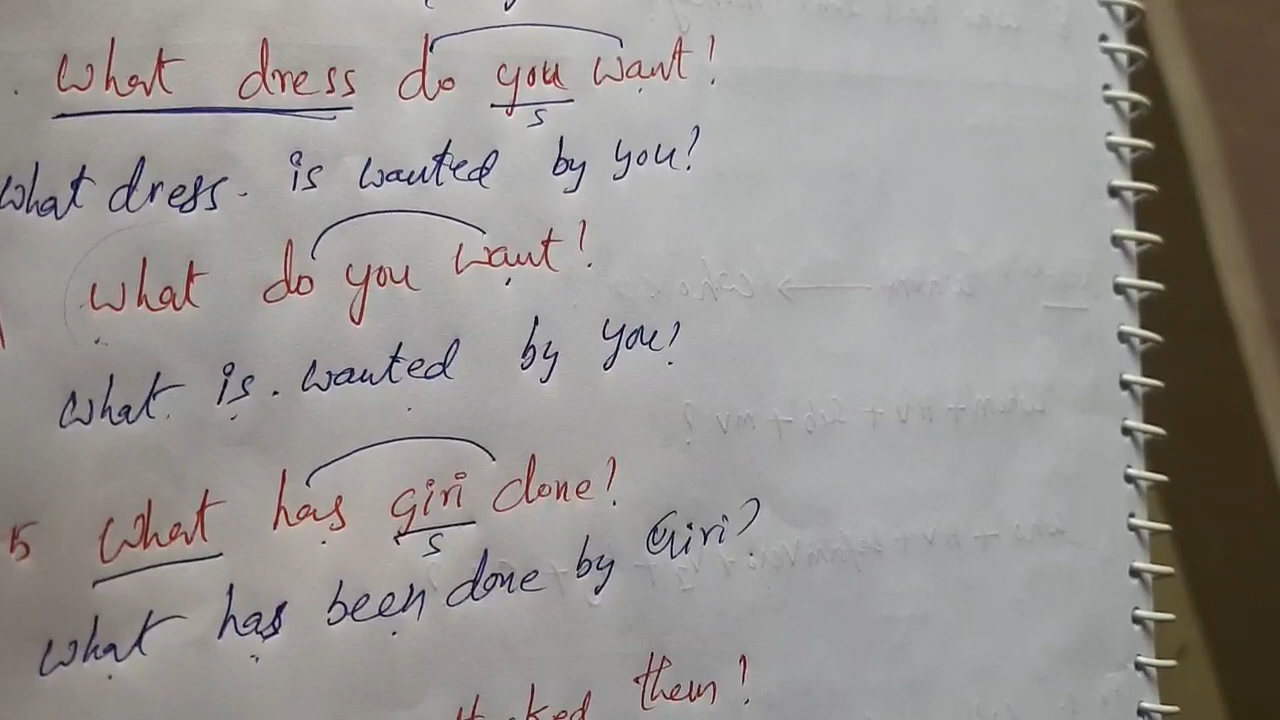 What dress do you want?
S
What dress. is wanted by you?
What do you want?
What is. wanted by you?
5 What has giri done?
S
What has been done by Giri?
them?